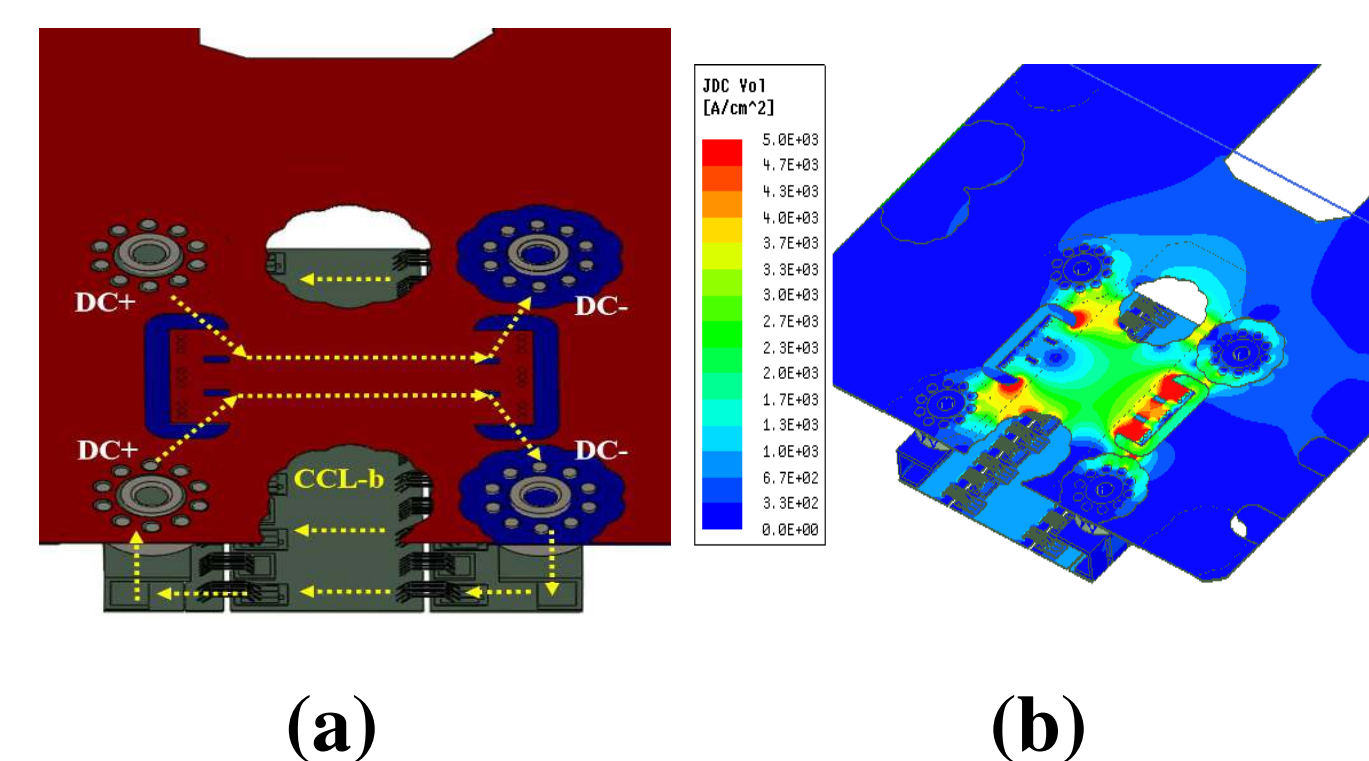 DC+
DC-
DC+
DC-
CCL-b
JDC Vol
[A/cm^2]
5.0E+03
4.7E+03
4.3E+03
4.0E+03
3.7E+03
3.3E+03
3.0E+03
2.7E+03
2.3E+03
2.0E+03
1.7E+03
1.3E+03
1.0E+03
6.7E+02
3.3E+02
0.0E+00
(a)
(b)